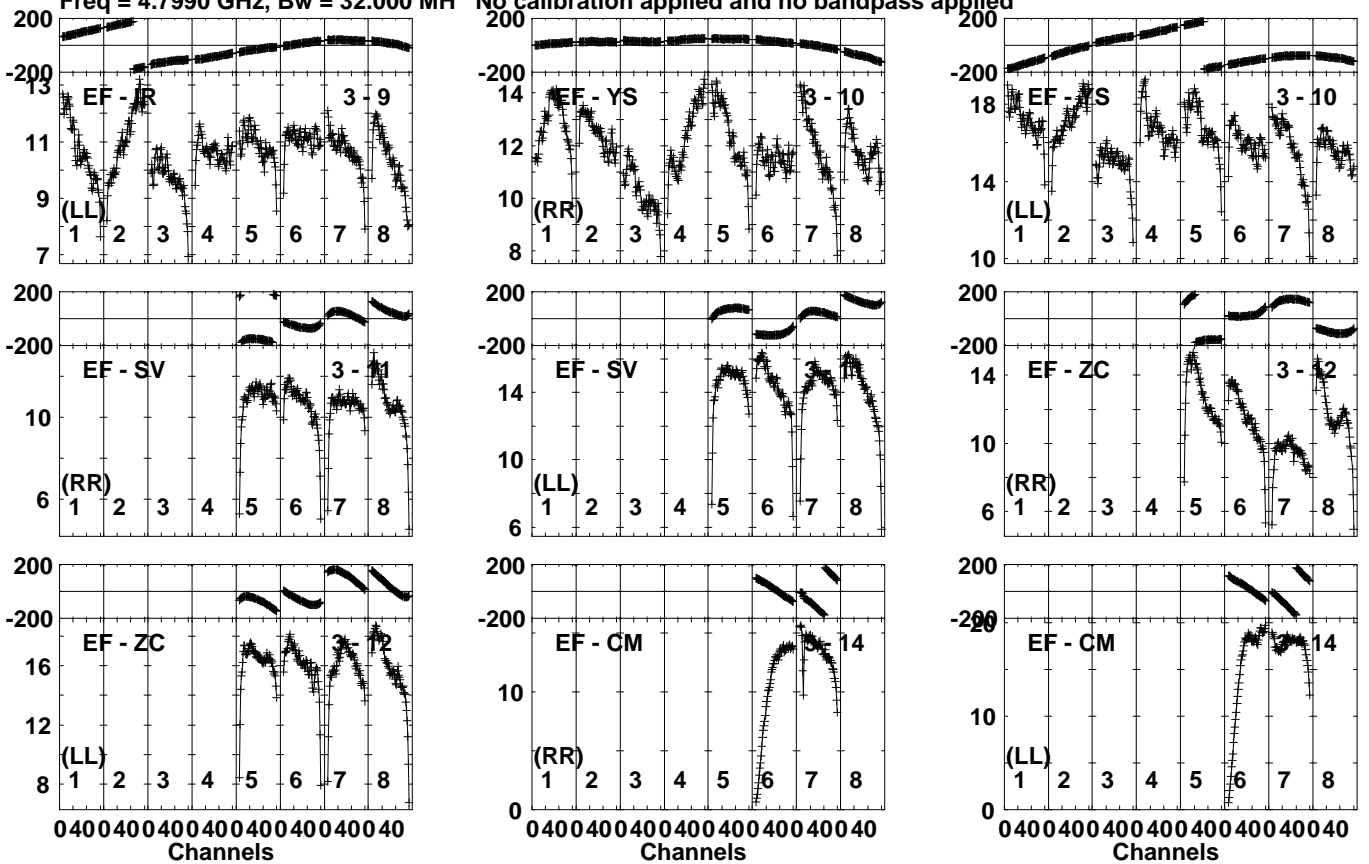 Freq = 4.7990 GHz, Bw = 32.000 MH No calibration applied and no bandpass applied
200
-200
13
11
9
7
EF - IR 3 - 9
(LL)
1 2 3 4 5 6 7 8
200
-200
14
12
10
8
EF - YS 3 - 10
(RR)
1 2 3 4 5 6 7 8
200
-200
18
14
10
EF - YS 3 - 10
(LL)
1 2 3 4 5 6 7 8
200
-200
10
6
EF - SV 3 - 11
(RR)
1 2 3 4 5 6 7 8
200
-200
14
10
6
EF - SV 3 - 11
(LL)
1 2 3 4 5 6 7 8
200
-200
14
10
6
EF - ZC 3 - 12
(RR)
1 2 3 4 5 6 7 8
200
-200
16
12
8
EF - ZC 3 - 12
(LL)
1 2 3 4 5 6 7 8
0 40 0 40 0 40 0 40 0 40 0 40 0 40 0 40
Channels
200
-200
10
0
EF - CM 3 - 14
(RR)
1 2 3 4 5 6 7 8
0 40 0 40 0 40 0 40 0 40 0 40 0 40 0 40
Channels
200
-200
20
10
0
EF - CM 3 - 14
(LL)
1 2 3 4 5 6 7 8
0 40 0 40 0 40 0 40 0 40 0 40 0 40 0 40
Channels